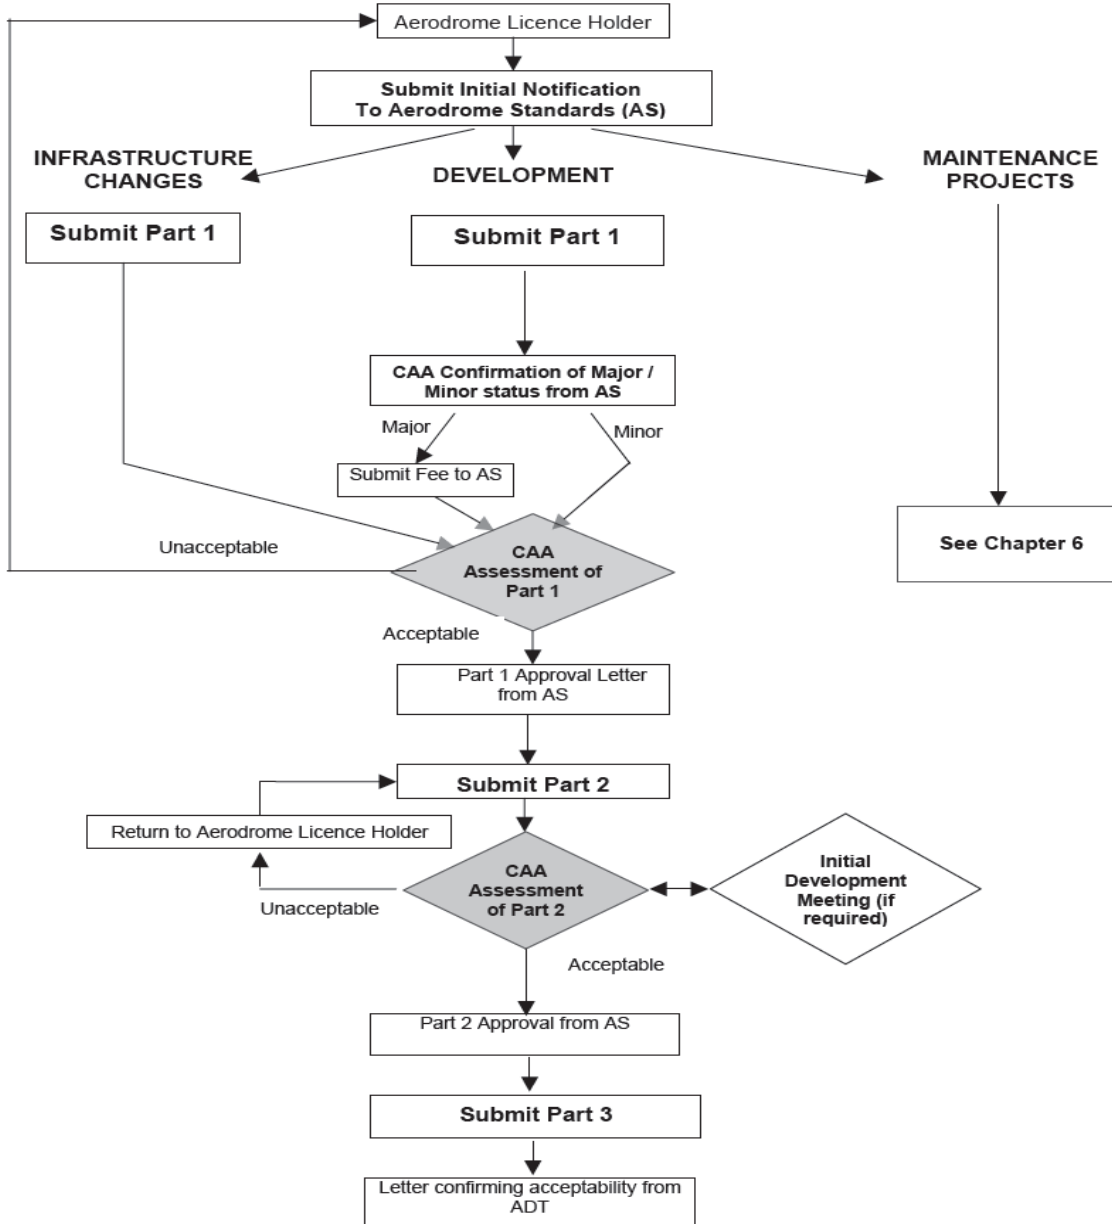 Aerodrome Licence Holder
Submit Initial Notification
To Aerodrome Standards (AS)
INFRASTRUCTURE
CHANGES
DEVELOPMENT
MAINTENANCE
PROJECTS
Submit Part 1
Submit Part 1
CAA Confirmation of Major /
Minor status from AS
Major
Minor
Submit Fee to AS
See Chapter 6
Unacceptable
CAA
Assessment of
Part 1
Acceptable
Part 1 Approval Letter
from AS
Submit Part 2
Return to Aerodrome Licence Holder
CAA
Assessment
of Part 2
Initial
Development
Meeting (if
required)
Unacceptable
Acceptable
Part 2 Approval from AS
Submit Part 3
Letter confirming acceptability from
ADT